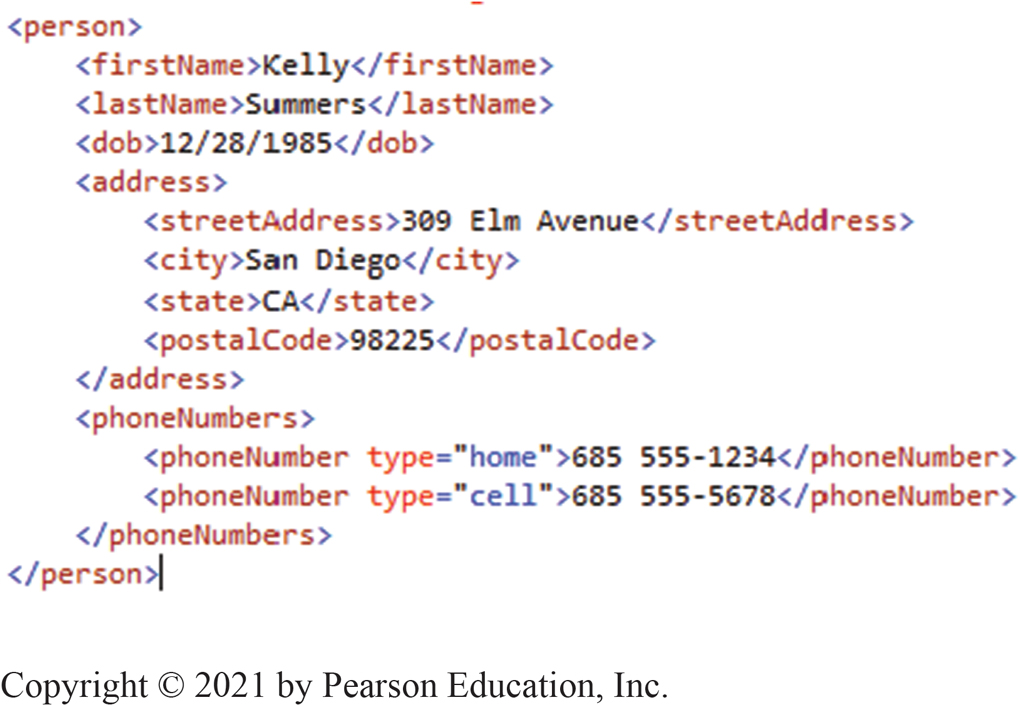 <person>
    <firstName>Kelly</firstName>
    <lastName>Summers</lastName>
    <dob>12/28/1985</dob>
    <address>
        <streetAddress>309 Elm Avenue</streetAddress>
        <city>San Diego</city>
        <state>CA</state>
        <postalCode>98225</postalCode>
    </address>
    <phoneNumbers>
        <phoneNumber type="home">685 555-1234</phoneNumber>
        <phoneNumber type="cell">685 555-5678</phoneNumber>
    </phoneNumbers>
</person>
Copyright © 2021 by Pearson Education, Inc.